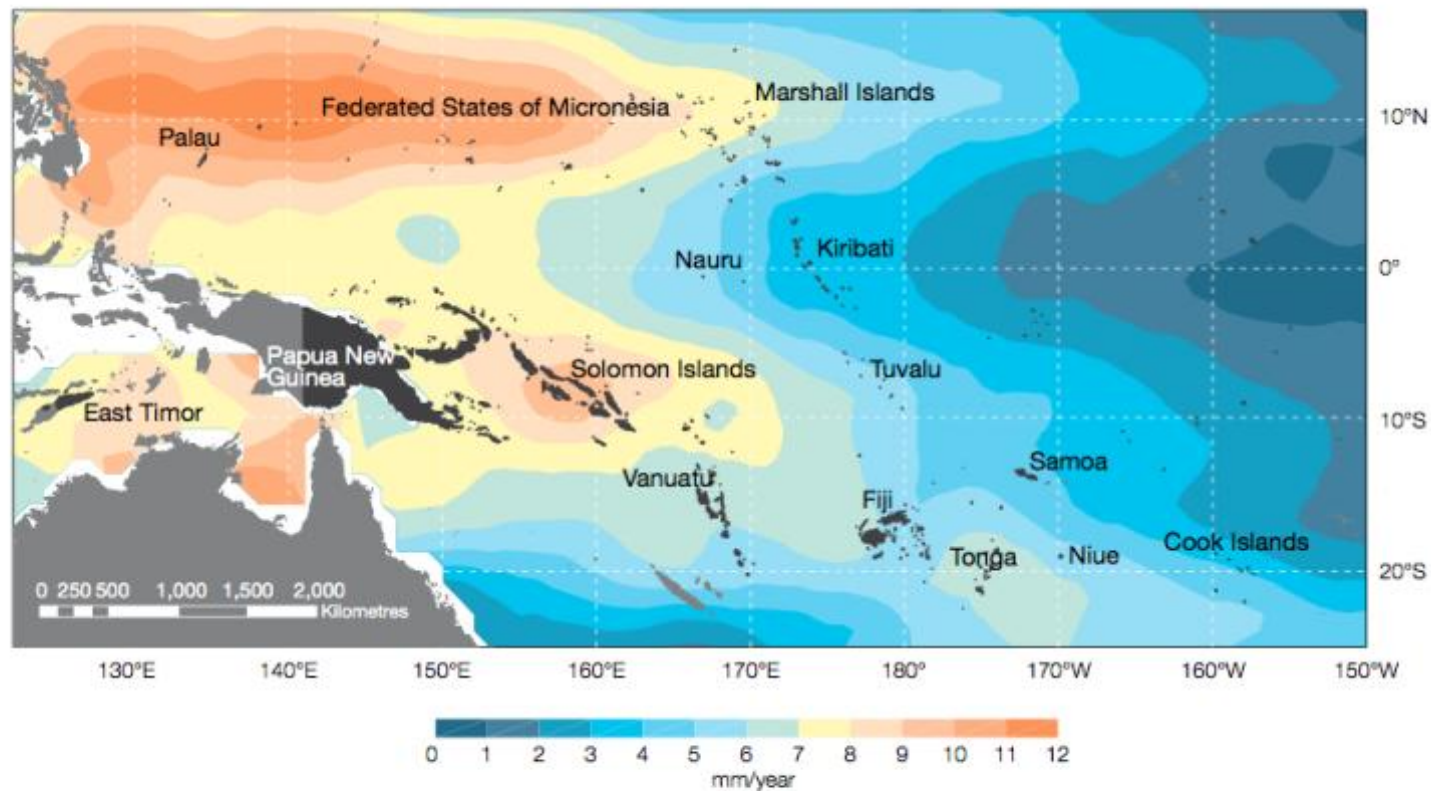 Marshall Islands
Federated States of Micronesia
10°N
Palau
Kiribati
Nauru
0°
Papua New
Guinea
Solomon Islands
Tuvalu
East Timor
10°S
Samoa
Vanuatu
Fiji
Cook Islands
Tonga
Niue
20°S
0 250 500 1,000 1,500 2,000
Kilometres
130°E 140°E 150°E 160°E 170°E 180° 170°W 160°W 150°W
0 1 2 3 4 5 6 7 8 9 10 11 12
mm/year